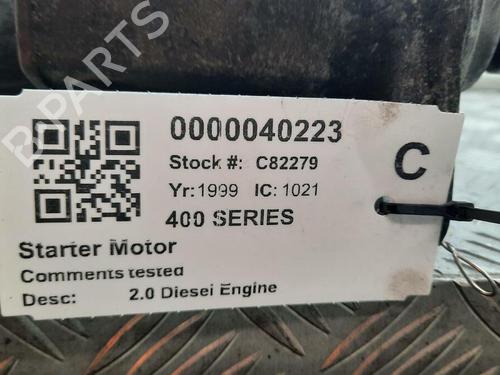 0000040223
Stock #: C82279
Yr:1999 IC: 1021
400 SERIES
C
Starter Motor
Comments tested
Desc: 2.0 Diesel Engine
B-PARTS